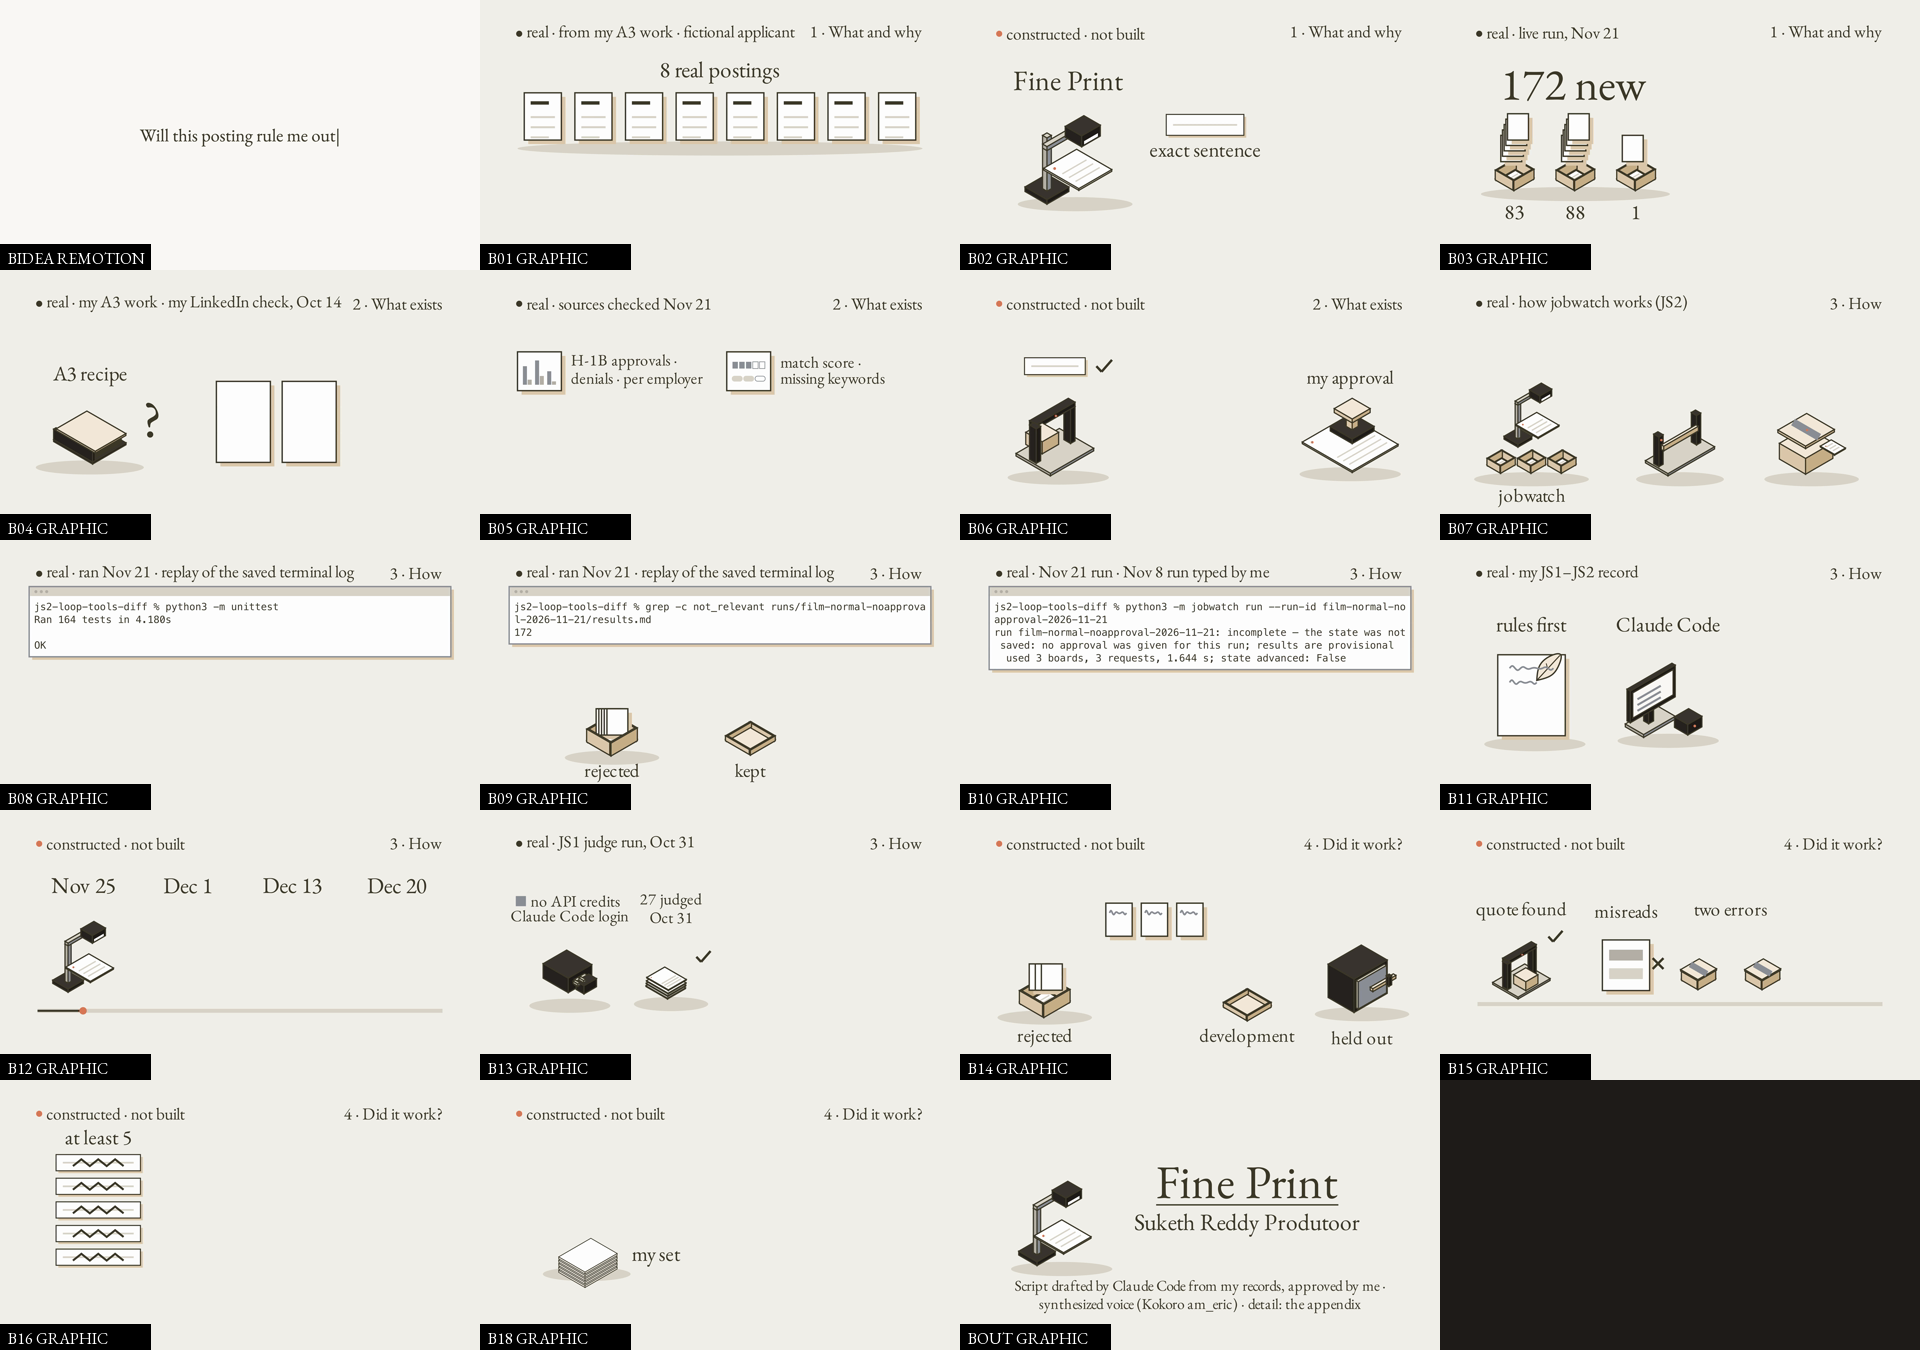 Will this posting rule me out|
BIDEA REMOTION
real · from my A3 work · fictional applicant
1 · What and why
8 real postings
B01 GRAPHIC
constructed · not built
1 · What and why
Fine Print
exact sentence
B02 GRAPHIC
real · live run, Nov 21
1 · What and why
172 new
83
88
1
B03 GRAPHIC
real · my A3 work · my LinkedIn check, Oct 14
2 · What exists
A3 recipe
?
B04 GRAPHIC
real · sources checked Nov 21
2 · What exists
H-1B approvals ·
denials · per employer
match score ·
missing keywords
B05 GRAPHIC
constructed · not built
2 · What exists
my approval
B06 GRAPHIC
real · how jobwatch works (JS2)
3 · How
jobwatch
B07 GRAPHIC
real · ran Nov 21 · replay of the saved terminal log
3 · How
js2-loop-tools-diff % python3 -m unittest
Ran 164 tests in 4.180s
OK
B08 GRAPHIC
real · ran Nov 21 · replay of the saved terminal log
3 · How
js2-loop-tools-diff % grep -c not_relevant runs/film-normal-noapprova
l-2026-11-21/results.md
172
rejected
kept
B09 GRAPHIC
real · Nov 21 run · Nov 8 run typed by me
3 · How
js2-loop-tools-diff % python3 -m jobwatch run --run-id film-normal-no
approval-2026-11-21
run film-normal-noapproval-2026-11-21: incomplete — the state was not
saved: no approval was given for this run; results are provisional
used 3 boards, 3 requests, 1.644 s; state advanced: False
B10 GRAPHIC
real · my JS1–JS2 record
3 · How
rules first
Claude Code
B11 GRAPHIC
constructed · not built
3 · How
Nov 25
Dec 1
Dec 13
Dec 20
B12 GRAPHIC
real · JS1 judge run, Oct 31
3 · How
no API credits
Claude Code login
27 judged
Oct 31
B13 GRAPHIC
constructed · not built
4 · Did it work?
rejected
development
held out
B14 GRAPHIC
constructed · not built
4 · Did it work?
quote found
misreads
two errors
B15 GRAPHIC
constructed · not built
4 · Did it work?
at least 5
B16 GRAPHIC
constructed · not built
4 · Did it work?
my set
B18 GRAPHIC
Fine Print
Suketh Reddy Produtoor
Script drafted by Claude Code from my records, approved by me ·
synthesized voice (Kokoro am_eric) · detail: the appendix
BOUT GRAPHIC